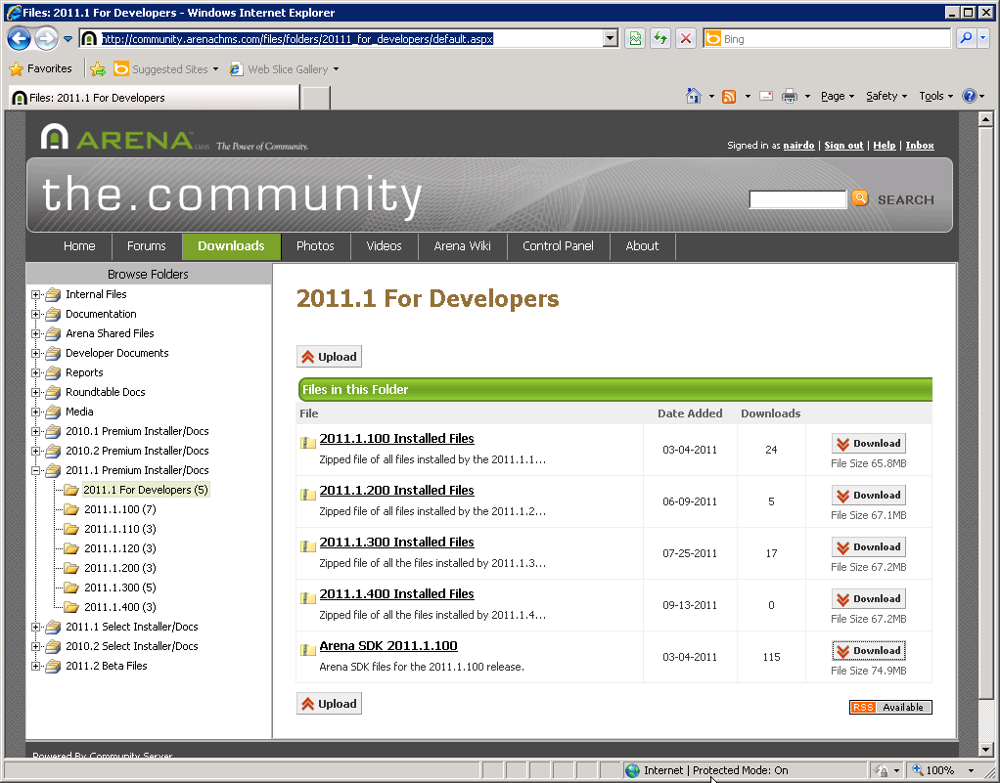 Files: 2011.1 For Developers - Windows Internet Explorer
http://community.arenachms.com/files/folders/20111_for_developers/default.aspx
Bing
Favorites
Suggested Sites
Web Slice Gallery
Files: 2011.1 For Developers
Page
Safety
Tools
ARENA CHMS The Power of Community.
Signed in as nairdo | Sign out | Help | Inbox
the.community
SEARCH
Home
Forums
Downloads
Photos
Videos
Arena Wiki
Control Panel
About
Browse Folders
Internal Files
Documentation
Arena Shared Files
Developer Documents
Reports
Roundtable Docs
Media
2010.1 Premium Installer/Docs
2010.2 Premium Installer/Docs
2011.1 Premium Installer/Docs
2011.1 For Developers (5)
2011.1.100 (7)
2011.1.110 (3)
2011.1.120 (3)
2011.1.200 (3)
2011.1.300 (5)
2011.1.400 (3)
2011.1 Select Installer/Docs
2010.2 Select Installer/Docs
2011.2 Beta Files
2011.1 For Developers
Upload
Files in this Folder
File Date Added Downloads
2011.1.100 Installed Files
Zipped file of all files installed by the 2011.1.1...
03-04-2011
24
Download
File Size 65.8MB
2011.1.200 Installed Files
Zipped file of all files installed by the 2011.1.2...
06-09-2011
5
Download
File Size 67.1MB
2011.1.300 Installed Files
Zipped file of all the files installed by 2011.1.3...
07-25-2011
17
Download
File Size 67.2MB
2011.1.400 Installed Files
Zipped file of all the files installed by 2011.1.4...
09-13-2011
0
Download
File Size 67.2MB
Arena SDK 2011.1.100
Arena SDK files for the 2011.1.100 release.
03-04-2011
115
Download
File Size 74.9MB
Upload
RSS Available
Powered By Community Server
Internet | Protected Mode: On
100%